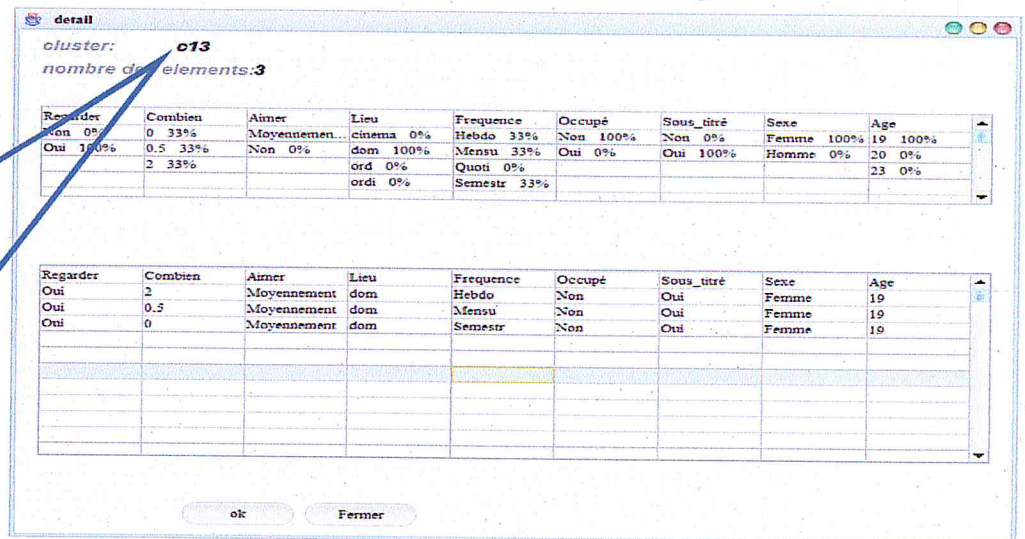 detail
cluster: c13
nombre des elements:3
Regarder Combien Aimer Lieu Frequence Occupé Sous_titré Sexe Age
Non 0% 0 33% Moyennemen... cinema 0% Hebdo 33% Non 100% Non 0% Femme 100% 19 100%
Oui 100% 0.5 33% Non 0% dom 100% Mensu 33% Oui 0% Oui 100% Homme 0% 20 0%
2 33% ord 0% Quoti 0% 23 0%
ordi 0% Semestr 33%
Regarder Combien Aimer Lieu Frequence Occupé Sous_titré Sexe Age
Oui 2 Moyennement dom Hebdo Non Oui Femme 19
Oui 0.5 Moyennement dom Mensu Non Oui Femme 19
Oui 0 Moyennement dom Semestr Non Oui Femme 19
ok Fermer